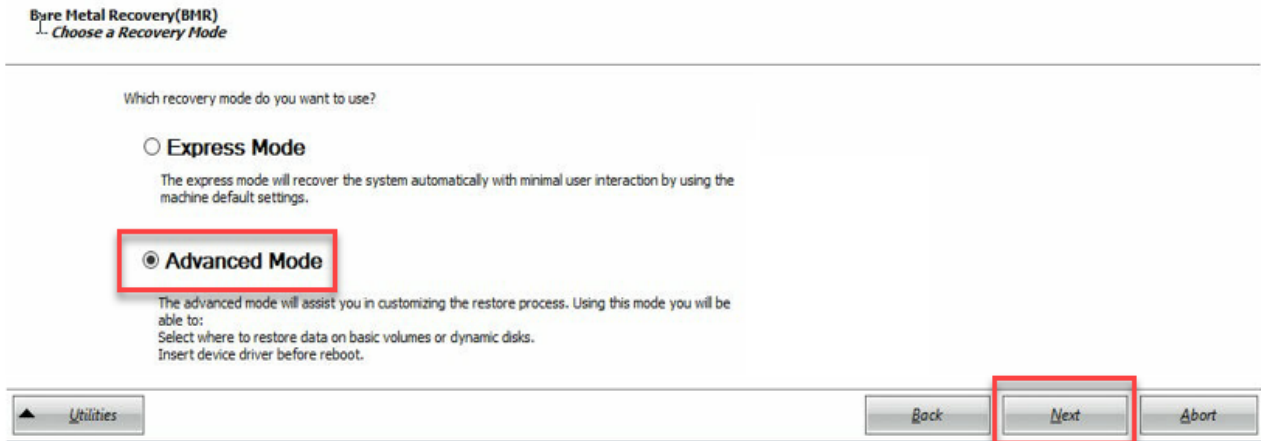 Bare Metal Recovery(BMR)
- Choose a Recovery Mode
Which recovery mode do you want to use?
Express Mode
The express mode will recover the system automatically with minimal user interaction by using the
machine default settings.
Advanced Mode
The advanced mode will assist you in customizing the restore process. Using this mode you will be
able to:
Select where to restore data on basic volumes or dynamic disks.
Insert device driver before reboot.
Utilities
Back
Next
Abort